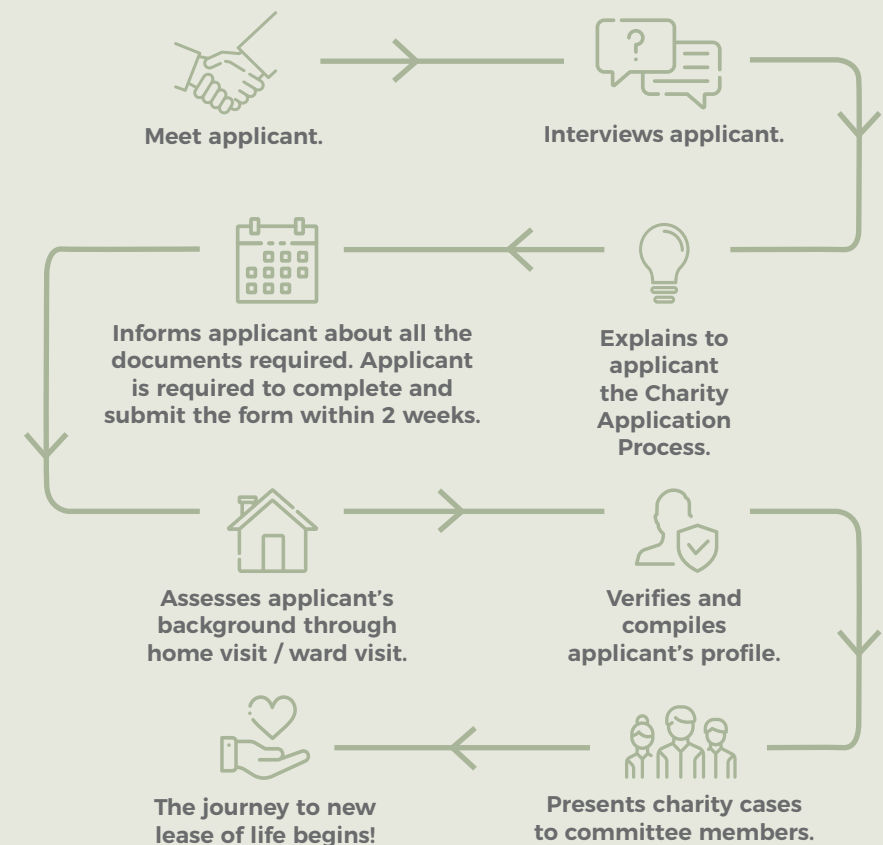 Meet applicant.
Interviews applicant.
Explains to
applicant
the Charity
Application
Process.
Informs applicant about all the
documents required. Applicant
is required to complete and
submit the form within 2 weeks.
Assesses applicant's
background through
home visit / ward visit.
Verifies and
compiles
applicant's profile.
Presents charity cases
to committee members.
The journey to new
lease of life begins!